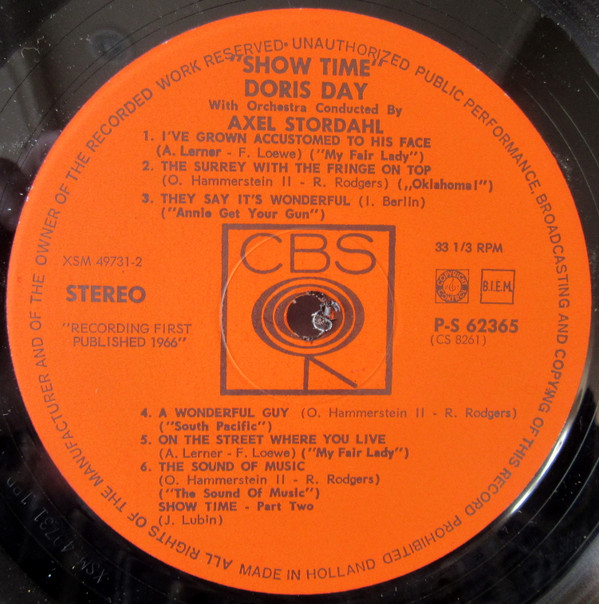 "SHOW TIME"
DORIS DAY
With Orchestra Conducted By
AXEL STORDAHL
1. I'VE GROWN ACCUSTOMED TO HIS FACE
(A. Lerner - F. Loewe) ("My Fair Lady")
2. THE SURREY WITH THE FRINGE ON TOP
(O. Hammerstein II - R. Rodgers) („Oklahoma!")
3. THEY SAY IT'S WONDERFUL (I. Berlin)
("Annie Get Your Gun")
CBS
33 1/3 RPM
XSM 49731-2
STEREO
COPYRIGHT CONTROL
B.I.E.M.
"RECORDING FIRST
PUBLISHED 1966"
P-S 62365
(CS 8261)
4. A WONDERFUL GUY (O. Hammerstein II - R. Rodgers)
("South Pacific")
5. ON THE STREET WHERE YOU LIVE
(A. Lerner - F. Loewe) ("My Fair Lady")
6. THE SOUND OF MUSIC
(O. Hammerstein II - R. Rodgers)
("The Sound Of Music")
SHOW TIME - Part Two
(J. Lubin)
ALL RIGHTS OF THE MANUFACTURER AND OF THE OWNER OF THE RECORDED WORK RESERVED • UNAUTHORIZED PUBLIC PERFORMANCE, BROADCASTING AND COPYING OF THIS RECORD PROHIBITED
MADE IN HOLLAND